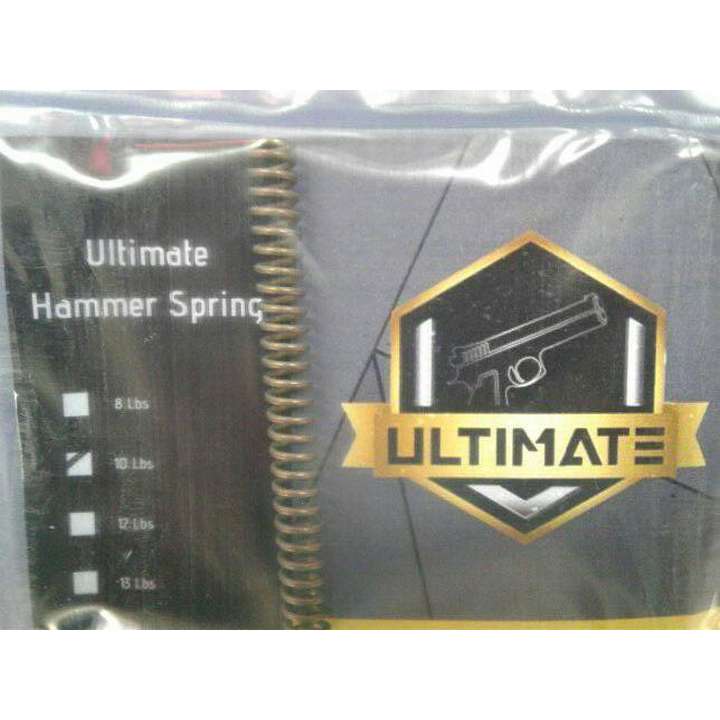 Ultimate
Hammer Spring
8 Lbs
10 Lbs
12 Lbs
13 Lbs
ULTIMATE